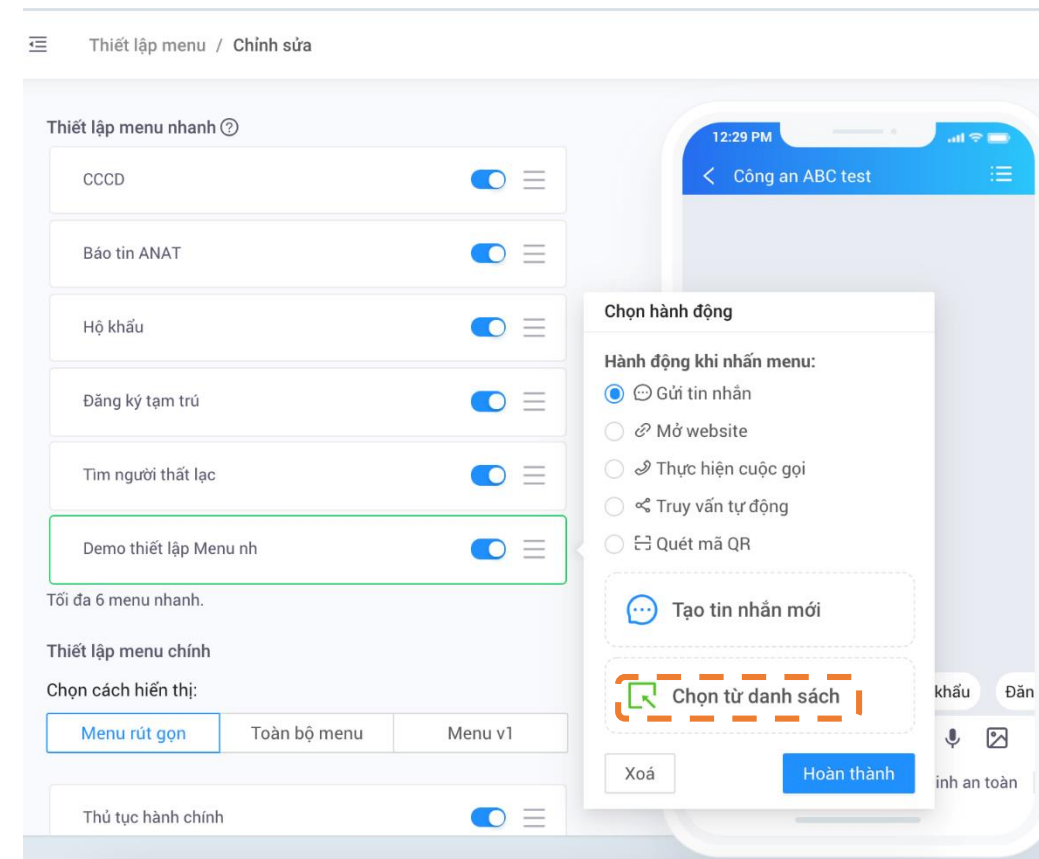 Thiết lập menu / Chỉnh sửa
Thiết lập menu nhanh
CCCD
Báo tin ANAT
Hộ khẩu
Đăng ký tạm trú
Tìm người thất lạc
Demo thiết lập Menu nh
Tối đa 6 menu nhanh.
Thiết lập menu chính
Chọn cách hiển thị:
Menu rút gọn
Toàn bộ menu
Menu v1
Thủ tục hành chính
12:29 PM
Công an ABC test
Chọn hành động
Hành động khi nhấn menu:
Gửi tin nhắn
Mở website
Thực hiện cuộc gọi
Truy vấn tự động
Quét mã QR
Tạo tin nhắn mới
Chọn từ danh sách
Xoá
Hoàn thành
khẩu
Đăn
inh an toàn